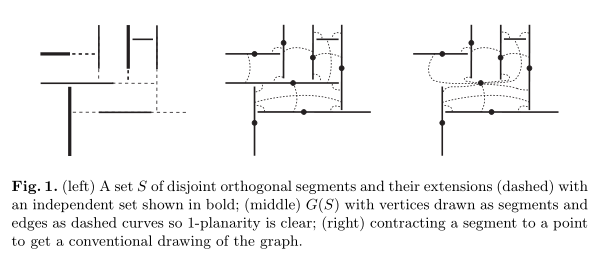 Fig. 1. (left) A set S of disjoint orthogonal segments and their extensions (dashed) with
an independent set shown in bold; (middle) G(S) with vertices drawn as segments and
edges as dashed curves so 1-planarity is clear; (right) contracting a segment to a point
to get a conventional drawing of the graph.